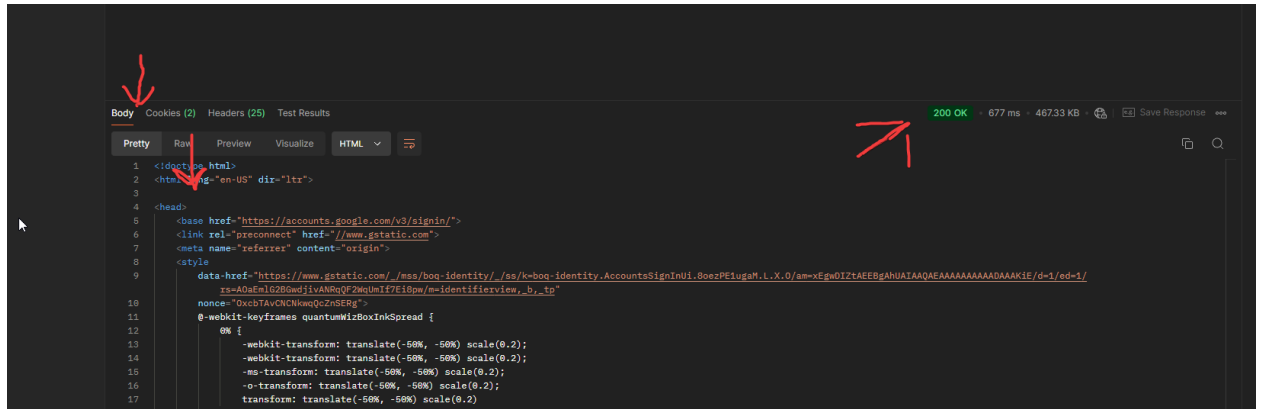 Body Cookies (2) Headers (25) Test Results 200 OK 677 ms 467.33 KB Save Response
Pretty Raw Preview Visualize HTML
1 <!doctype html>
2 <html lang="en-US" dir="ltr">
3
4 <head>
5 <base href="https://accounts.google.com/v3/signin/">
6 <link rel="preconnect" href="//www.gstatic.com">
7 <meta name="referrer" content="origin">
8 <style
9 data-href="https://www.gstatic.com/_/mss/boq-identity/_/ss/k=boq-identity.AccountsSignInUi.8oezPE1ugaM.L.X.O/am=xEgwDIZtAEEBgAhUAIAAQAEAAAAAAAAAADAAAKiE/d=1/ed=1/
rs=AOaEmlG2BGwdjivANRqQF2WqUmIf7Ei8pw/m=identifierview,_b,_tp"
10 nonce="OxcbTAvCNCNkwqQcZnSERg">
11 @-webkit-keyframes quantumWizBoxInkSpread {
12 0% {
13 -webkit-transform: translate(-50%, -50%) scale(0.2);
14 -webkit-transform: translate(-50%, -50%) scale(0.2);
15 -ms-transform: translate(-50%, -50%) scale(0.2);
16 -o-transform: translate(-50%, -50%) scale(0.2);
17 transform: translate(-50%, -50%) scale(0.2)